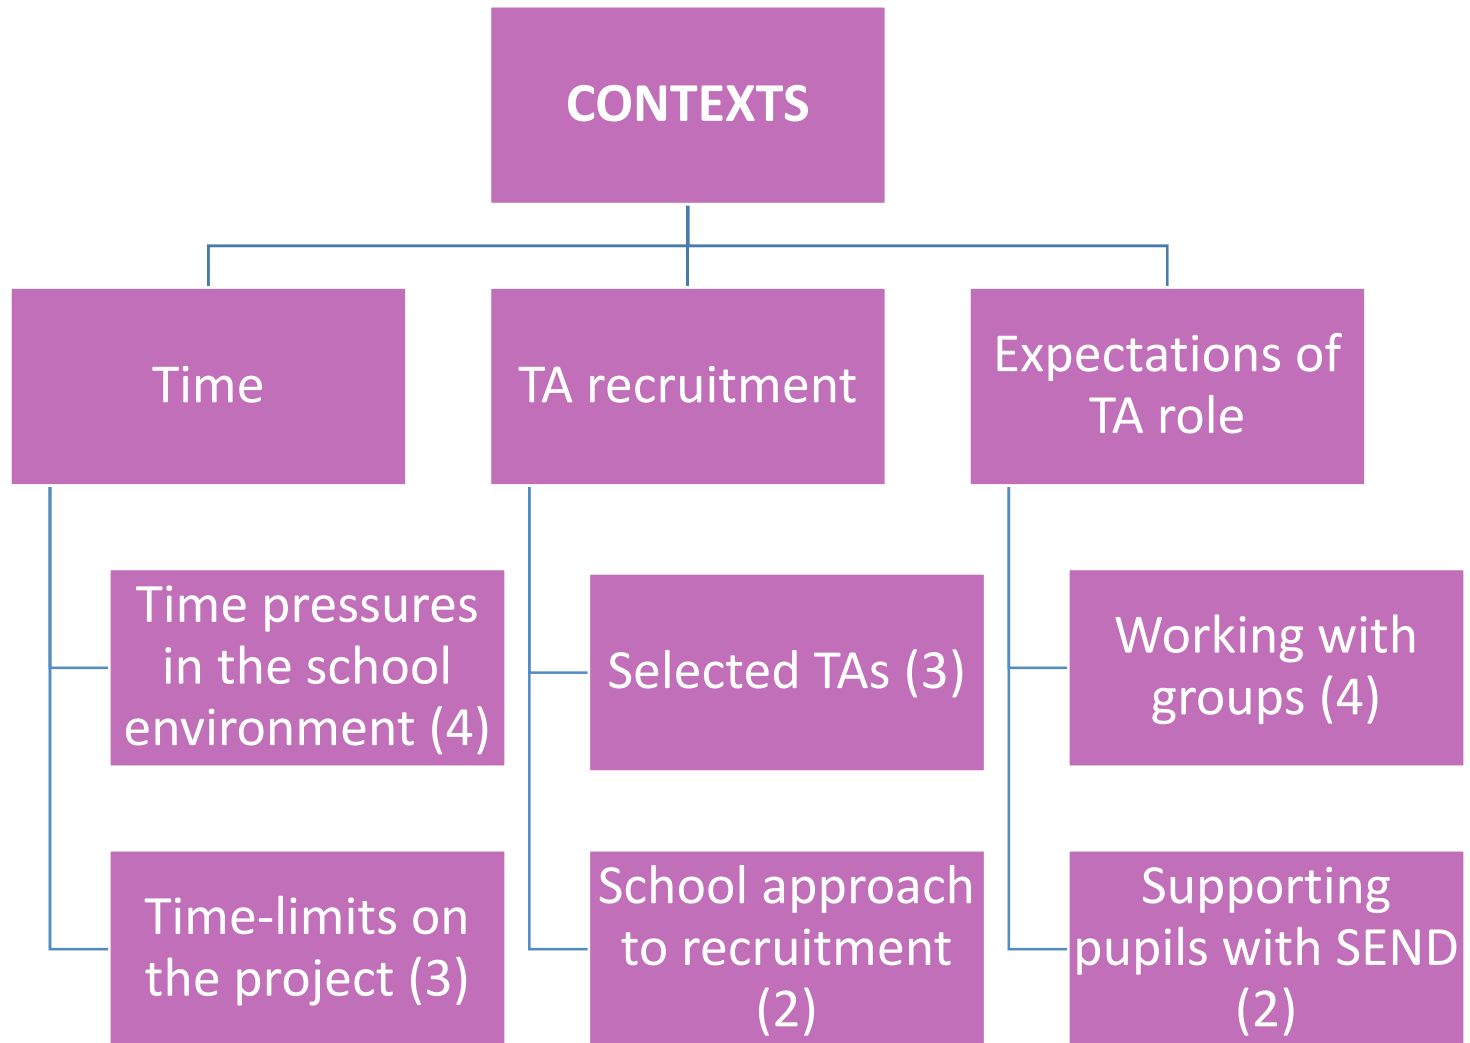 CONTEXTS
Time
TA recruitment
Expectations of
TA role
Time pressures
in the school
environment (4)
Selected TAs (3)
Working with
groups (4)
Time-limits on
the project (3)
School approach
to recruitment
(2)
Supporting
pupils with SEND
(2)